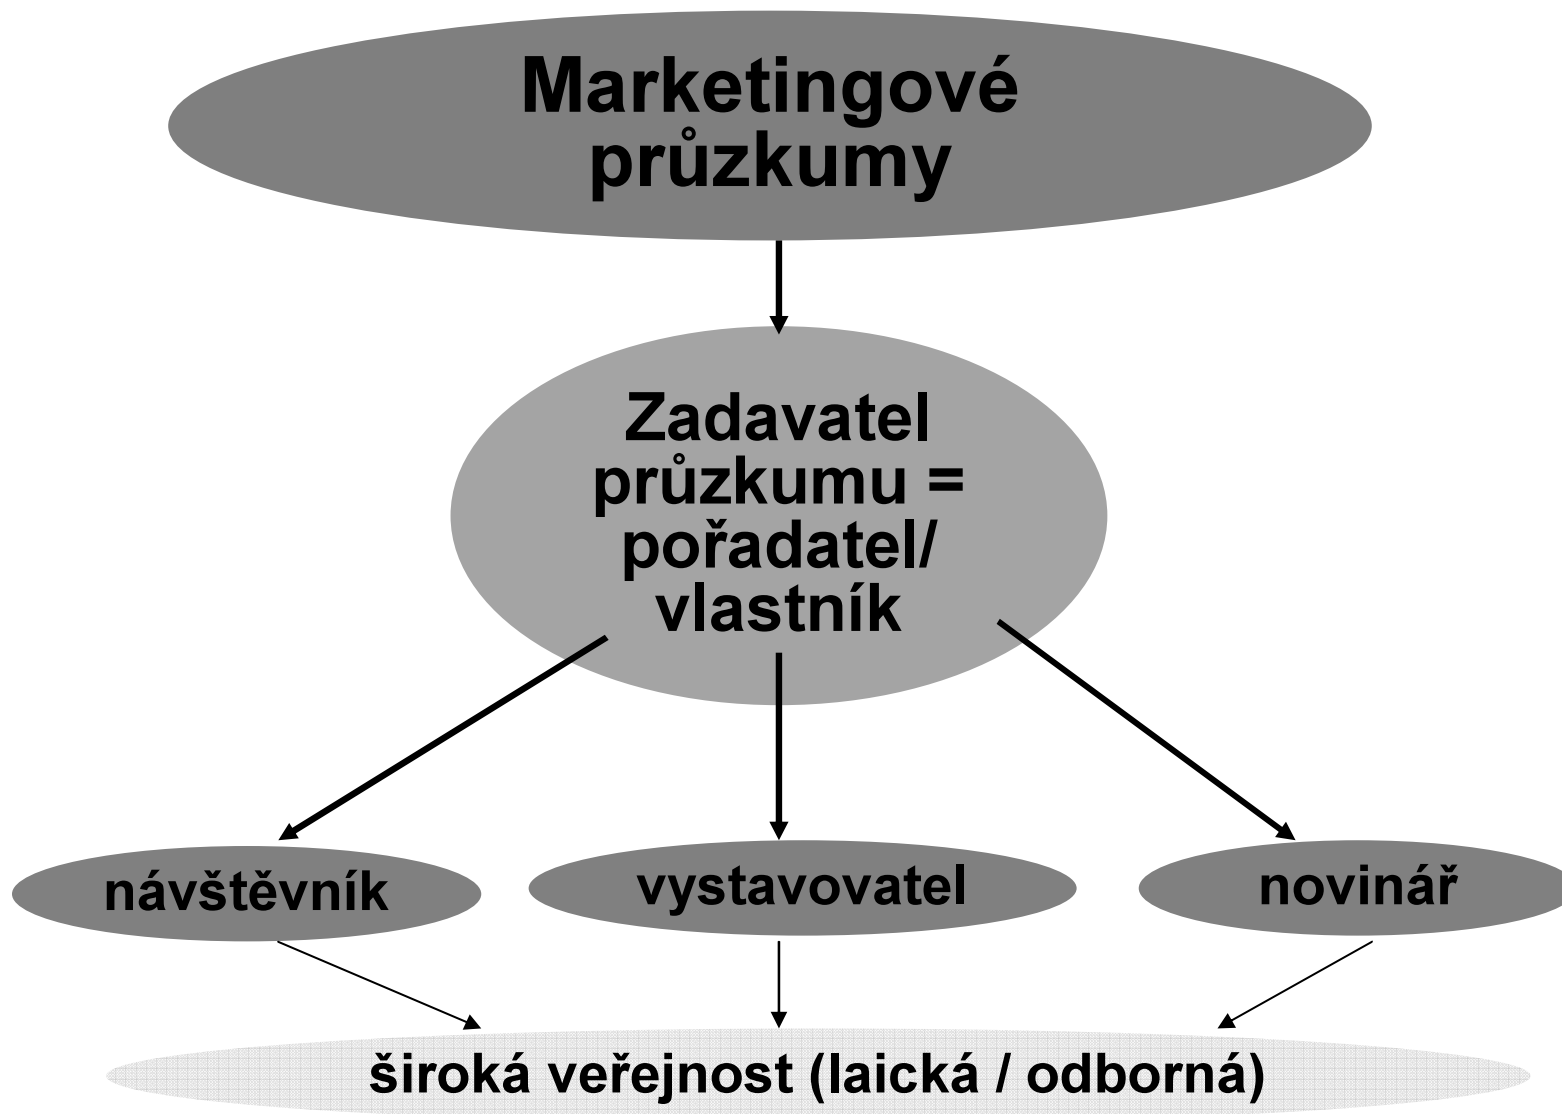 Marketingové
průzkumy
Zadavatel
průzkumu =
pořadatel/
vlastník
návštěvník
vystavovatel
novinář
široká veřejnost (laická / odborná)